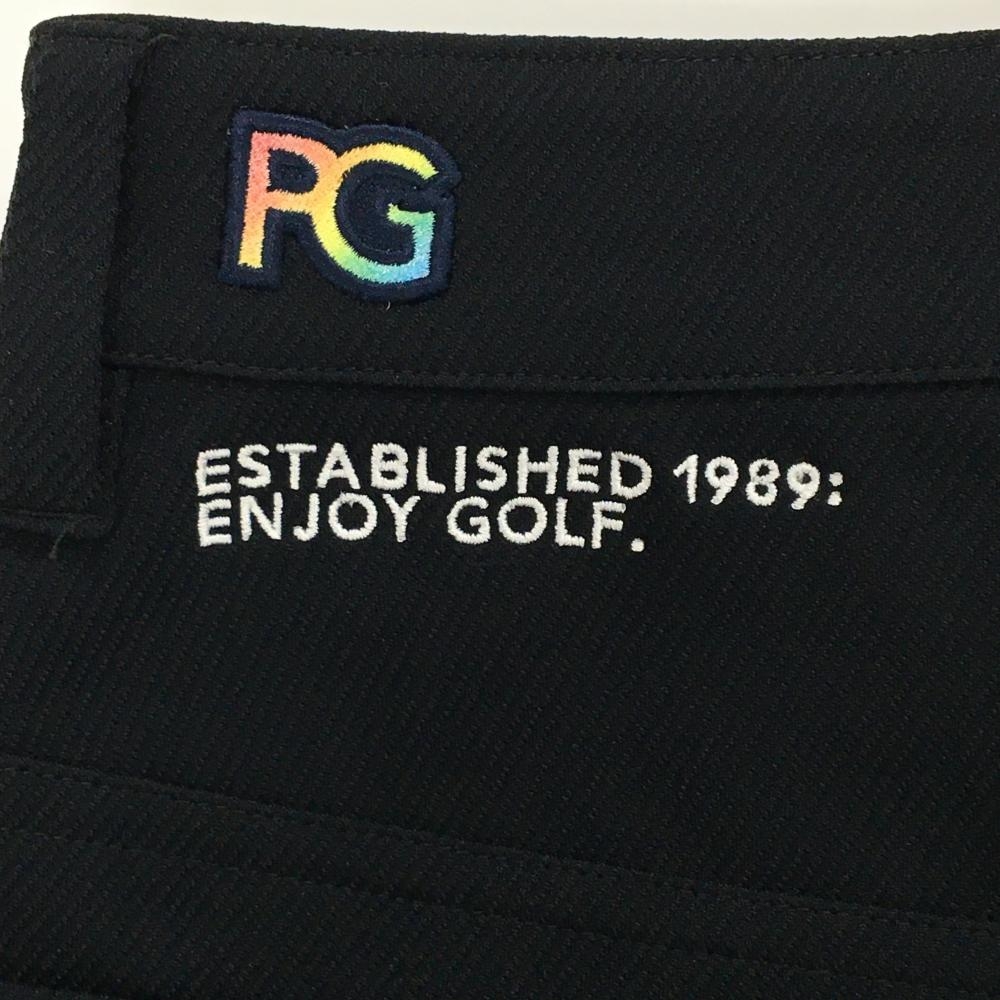 PG
ESTABLISHED 1989:
ENJOY GOLF.